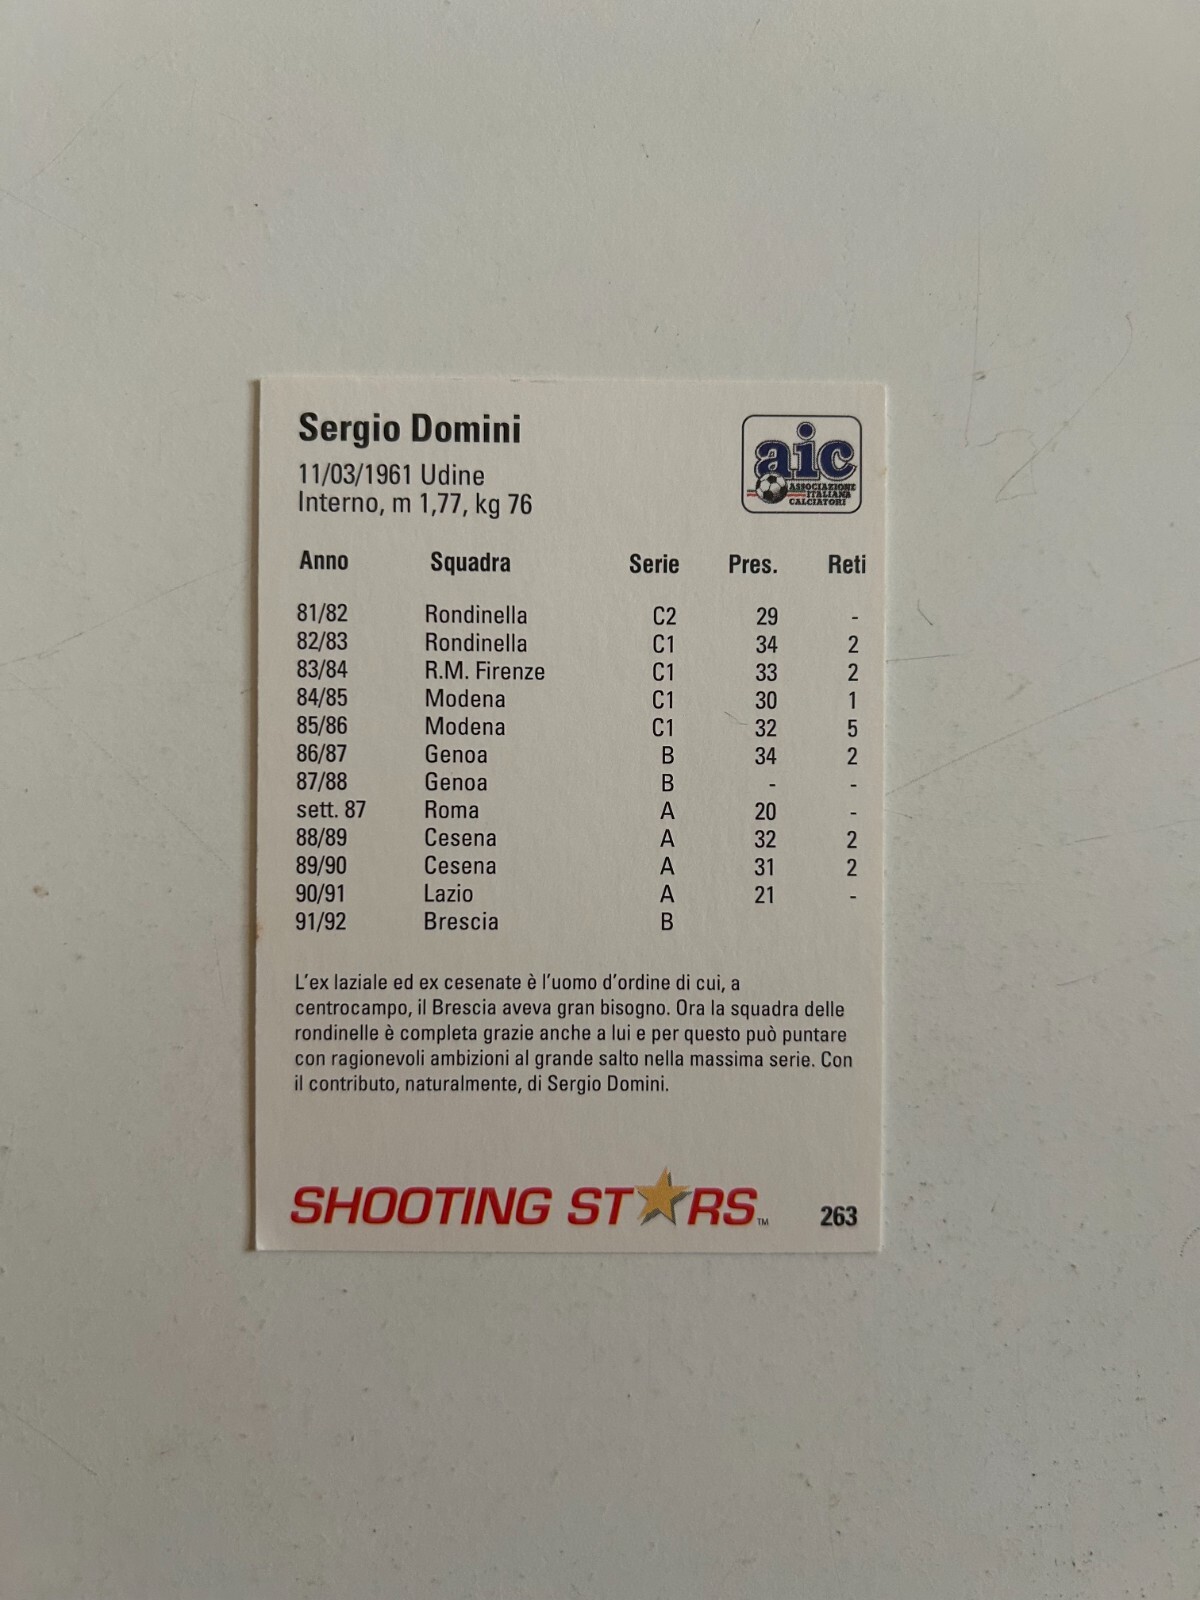 Sergio Domini
11/03/1961 Udine
Interno, m 1,77, kg 76
aic
ASSOCIAZIONE
ITALIANA
CALCIATORI
Anno Squadra Serie Pres. Reti
81/82 Rondinella C2 29 -
82/83 Rondinella C1 34 2
83/84 R.M. Firenze C1 33 2
84/85 Modena C1 30 1
85/86 Modena C1 32 5
86/87 Genoa B 34 2
87/88 Genoa B - -
sett. 87 Roma A 20 -
88/89 Cesena A 32 2
89/90 Cesena A 31 2
90/91 Lazio A 21 -
91/92 Brescia B
L'ex laziale ed ex cesenate è l'uomo d'ordine di cui, a
centrocampo, il Brescia aveva gran bisogno. Ora la squadra delle
rondinelle è completa grazie anche a lui e per questo può puntare
con ragionevoli ambizioni al grande salto nella massima serie. Con
il contributo, naturalmente, di Sergio Domini.
SHOOTING ST★RS™ 263